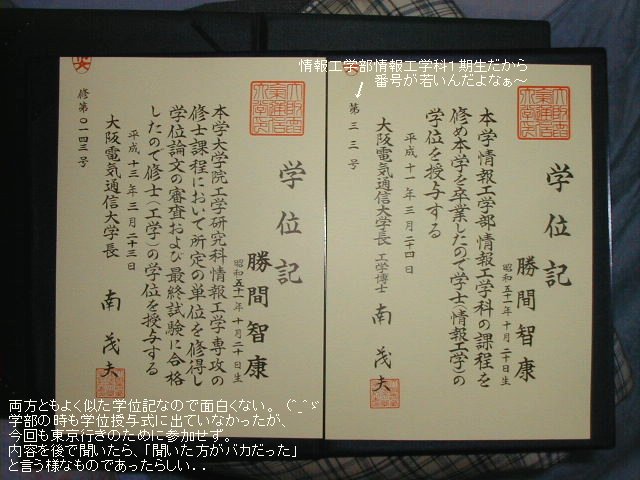 情報工学部情報工学科1期生だから
番号が若いんだよなぁ～
第三三号
学位記
勝間智康
昭和五十一年十月二十日生
本学情報工学部情報工学科の課程を
修め本学を卒業したので学士(情報工学)の
学位を授与する
平成十一年三月二十四日
大阪電気通信大学長 工学博士 南茂夫
修第〇一四三号
学位記
勝間智康
昭和五十一年十月二十日生
本学大学院工学研究科情報工学専攻の
修士課程において所定の単位を修得し
学位論文の審査および最終試験に合格
したので修士(工学)の学位を授与する
平成十三年三月二十三日
大阪電気通信大学長 南茂夫
両方ともよく似た学位記なので面白くない。(^_^ゞ
学部の時も学位授与式に出ていなかったが、
今回も東京行きのために参加せず。
内容を後で聞いたら、「聞いた方がバカだった」
と言う様なものであったらしい．．